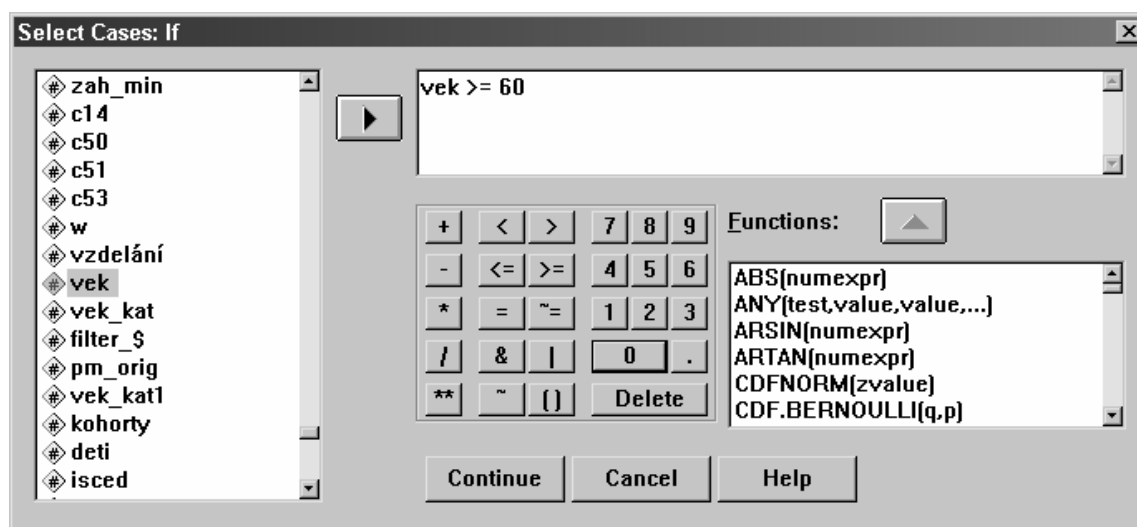 Select Cases: If
zah_min
c14
c50
c51
c53
w
vzdelání
vek
vek_kat
filter_$
pm_orig
vek_kat1
kohorty
deti
isced
vek >= 60
+ < > 7 8 9
- <= >= 4 5 6
* = ~= 1 2 3
/ & | 0 .
** ~ () Delete
Functions:
ABS(numexpr)
ANY(test,value,value,...)
ARSIN(numexpr)
ARTAN(numexpr)
CDFNORM(zvalue)
CDF.BERNOULLI(q,p)
Continue Cancel Help